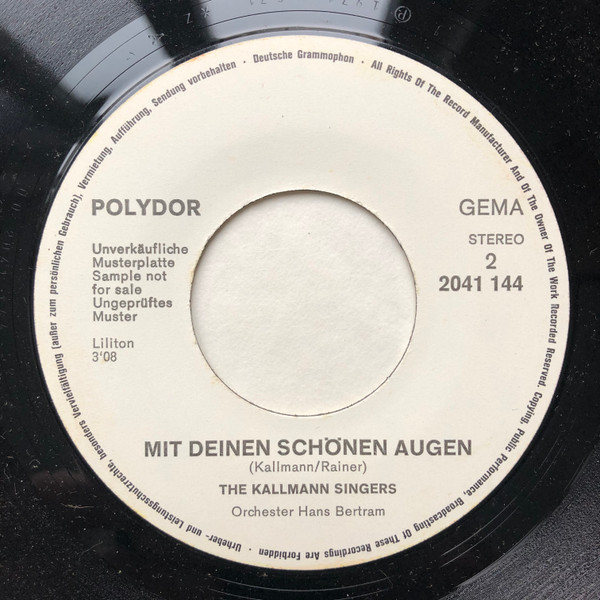 POLYDOR
GEMA
STEREO
2
2041 144
Unverkäufliche
Musterplatte
Sample not
for sale
Ungeprüftes
Muster
Liliton
3'08
MIT DEINEN SCHÖNEN AUGEN
(Kallmann/Rainer)
THE KALLMANN SINGERS
Orchester Hans Bertram
Urheber- und Leistungsschutzrechte, besonders Vervielfältigung (außer zum persönlichen Gebrauch), Vermietung, Aufführung, Sendung vorbehalten · Deutsche Grammophon · All Rights Of The Record Manufacturer And Of The Owner Of The Work Recorded Reserved. Copying, Public Performance, Broadcasting Of These Recordings Are Forbidden ·